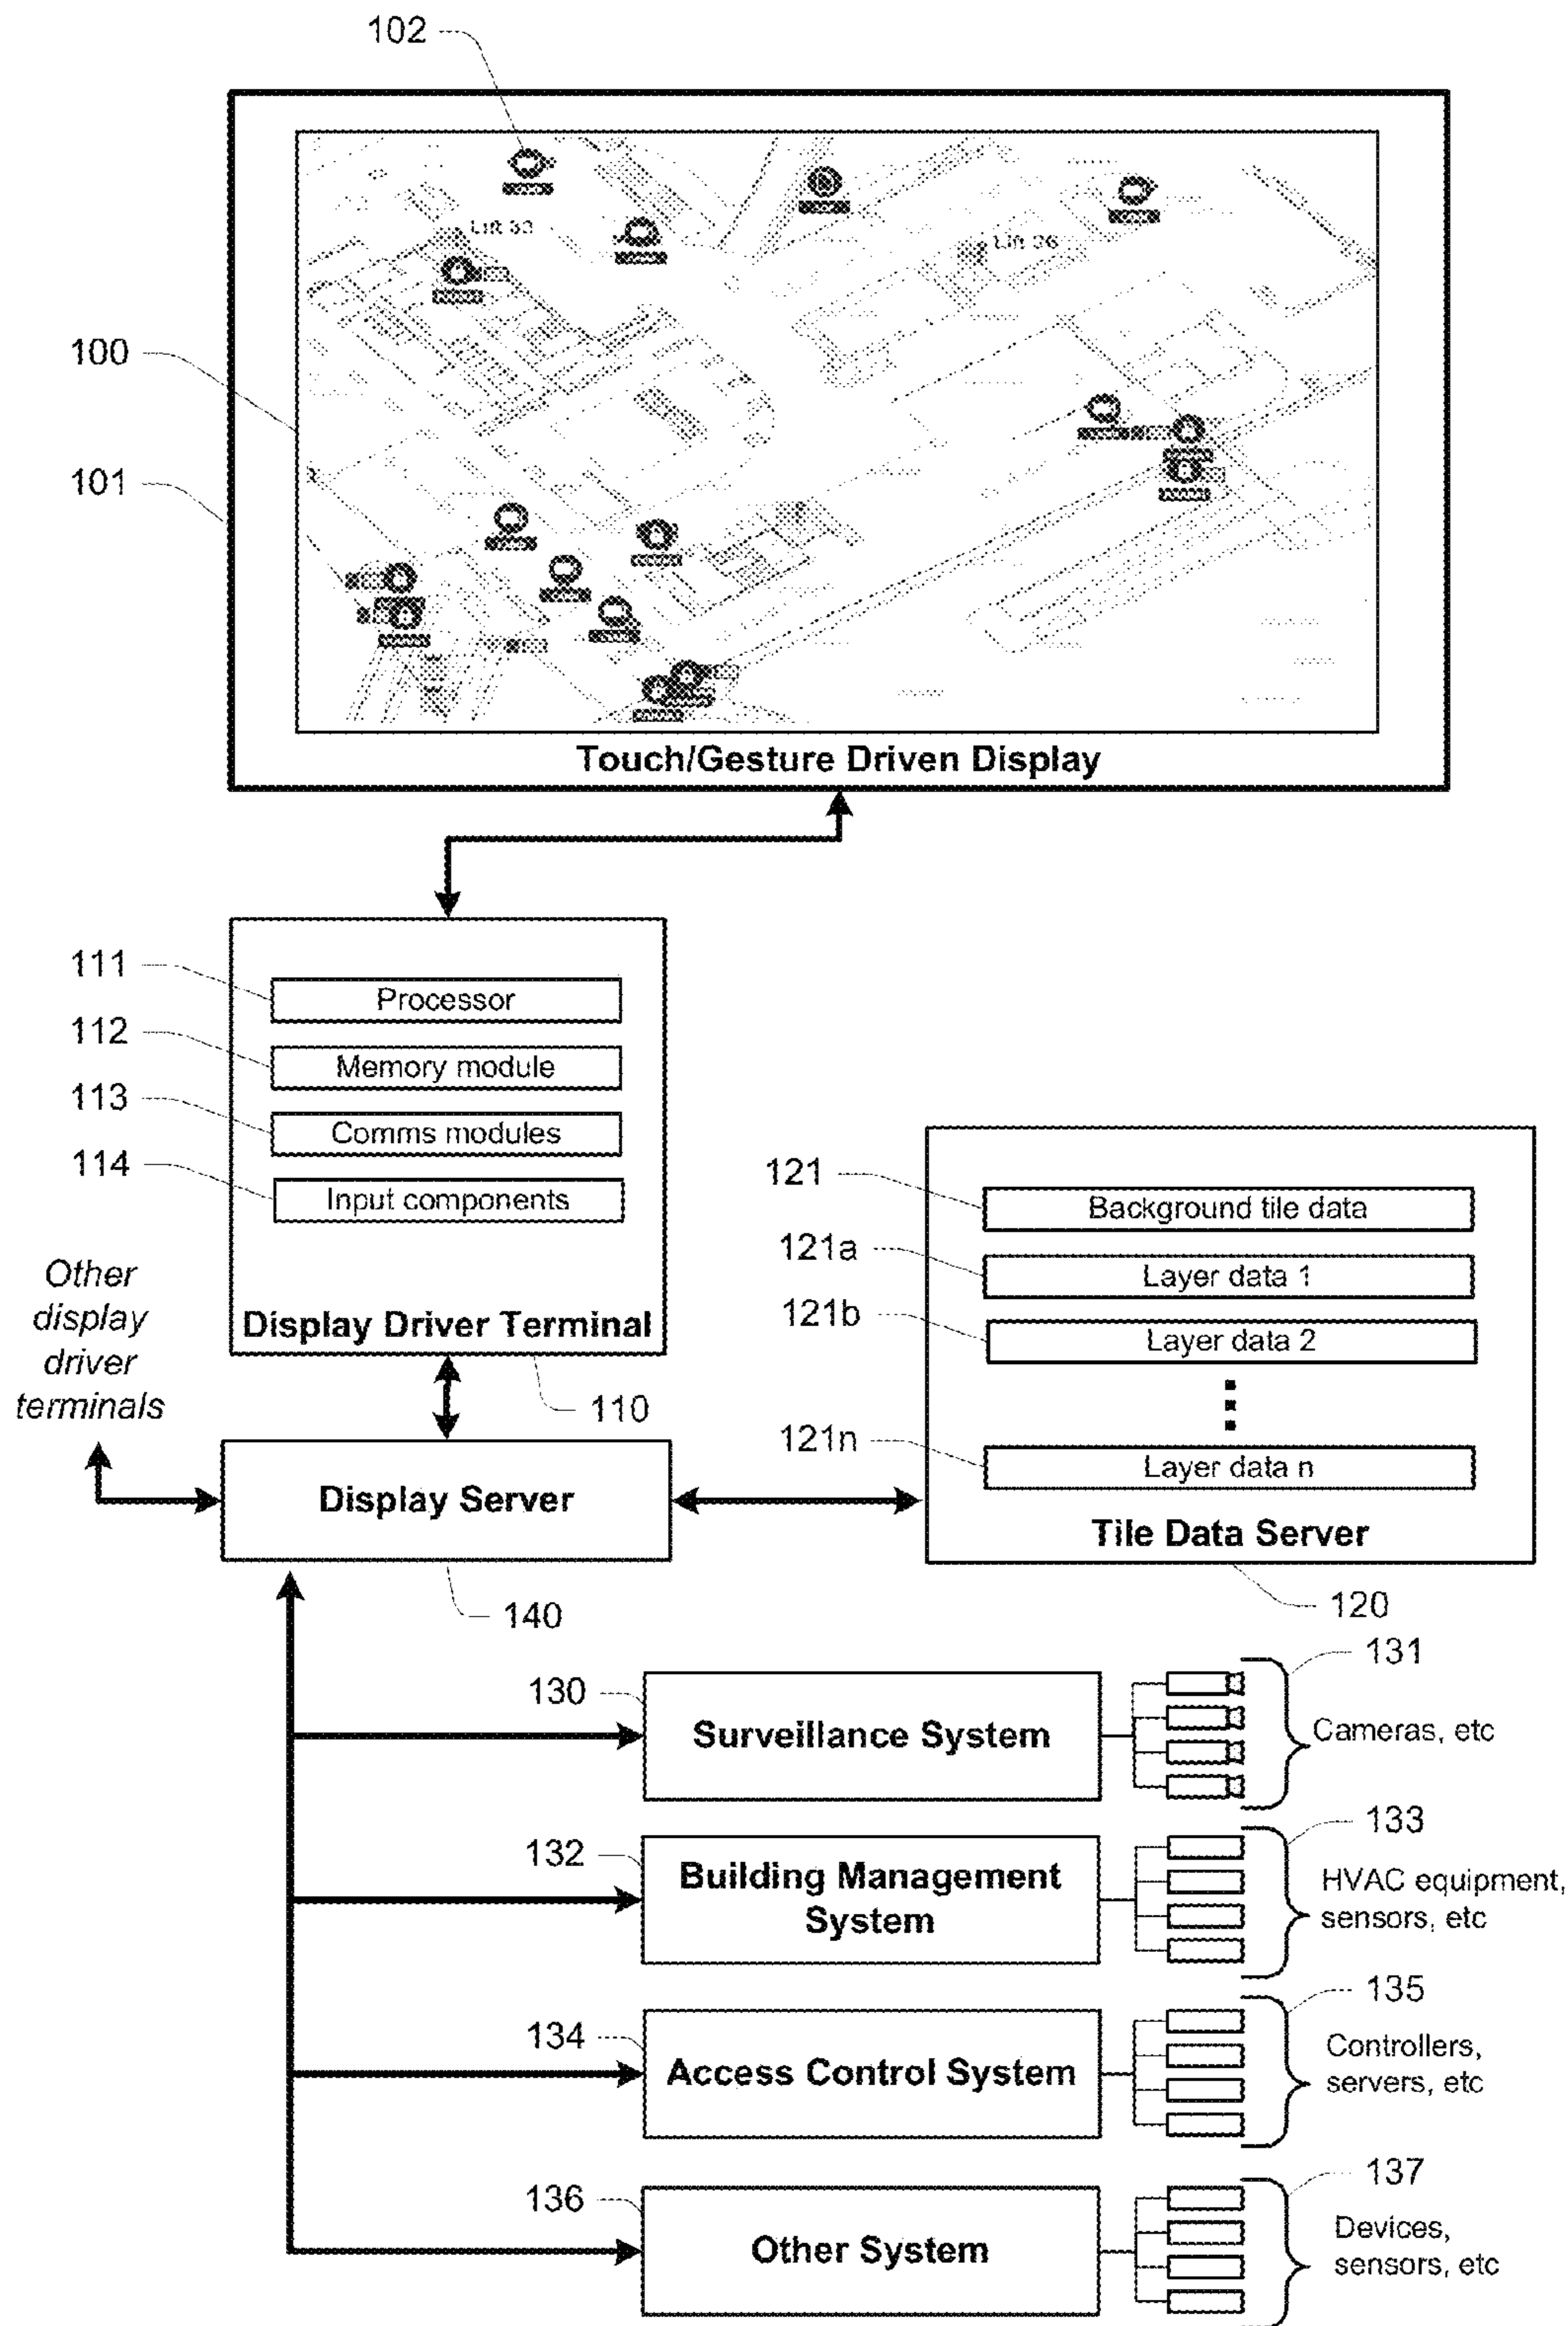 102
Lift 33
Lift 36
100
101
Touch/Gesture Driven Display
111
Processor
112
Memory module
113
Comms modules
114
Input components
Display Driver Terminal
110
121
Background tile data
121a
Layer data 1
121b
Layer data 2
121n
Layer data n
Tile Data Server
120
Other
display
driver
terminals
Display Server
140
130
Surveillance System
131
Cameras, etc
132
Building Management
System
133
HVAC equipment,
sensors, etc
134
Access Control System
135
Controllers,
servers, etc
136
Other System
137
Devices,
sensors, etc